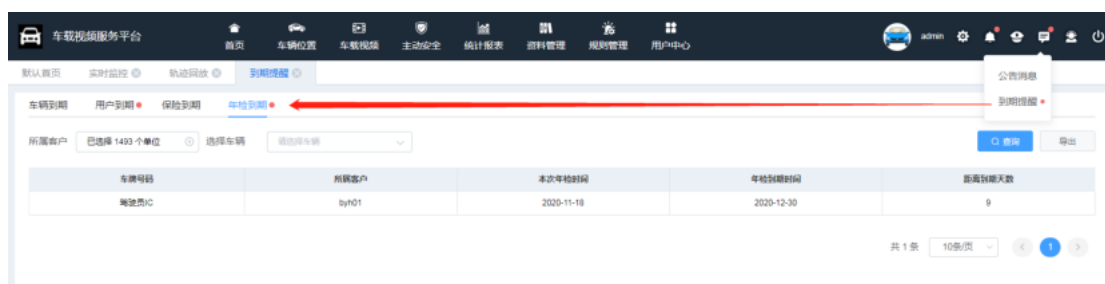 车载视频服务平台
首页 车辆位置 车载视频 主动安全 统计报表 资料管理 规则管理 用户中心
admin
默认首页 实时监控 轨迹回放 到期提醒
公告消息
到期提醒
车辆到期 用户到期 保险到期 年检到期
所属客户 已选择 1493 个单位 选择车辆 请选择车辆 查询 导出
车牌号码 所属客户 本次年检时间 年检到期时间 距离到期天数
驾驶员IC byh01 2020-11-18 2020-12-30 9
共 1 条 10条/页 1